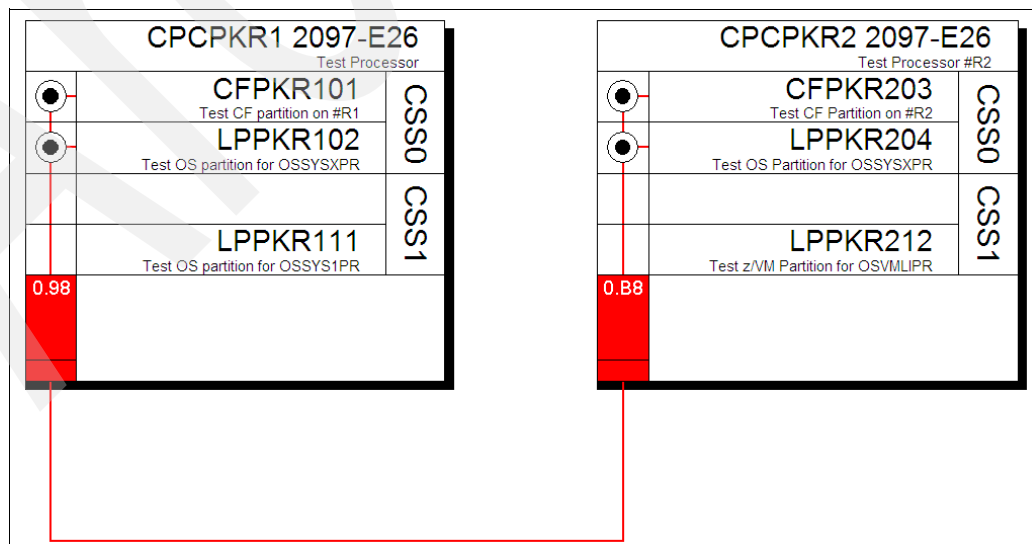 CPCPKR1 2097-E26
Test Processor
CFPKR101
Test CF partition on #R1
LPPKR102
Test OS partition for OSSYSXPR
CSS0
LPPKR111
Test OS partition for OSSYS1PR
CSS1
0.98
CPCPKR2 2097-E26
Test Processor #R2
CFPKR203
Test CF Partition on #R2
LPPKR204
Test OS Partition for OSSYSXPR
CSS0
LPPKR212
Test z/VM Partition for OSVMLIPR
CSS1
0.B8